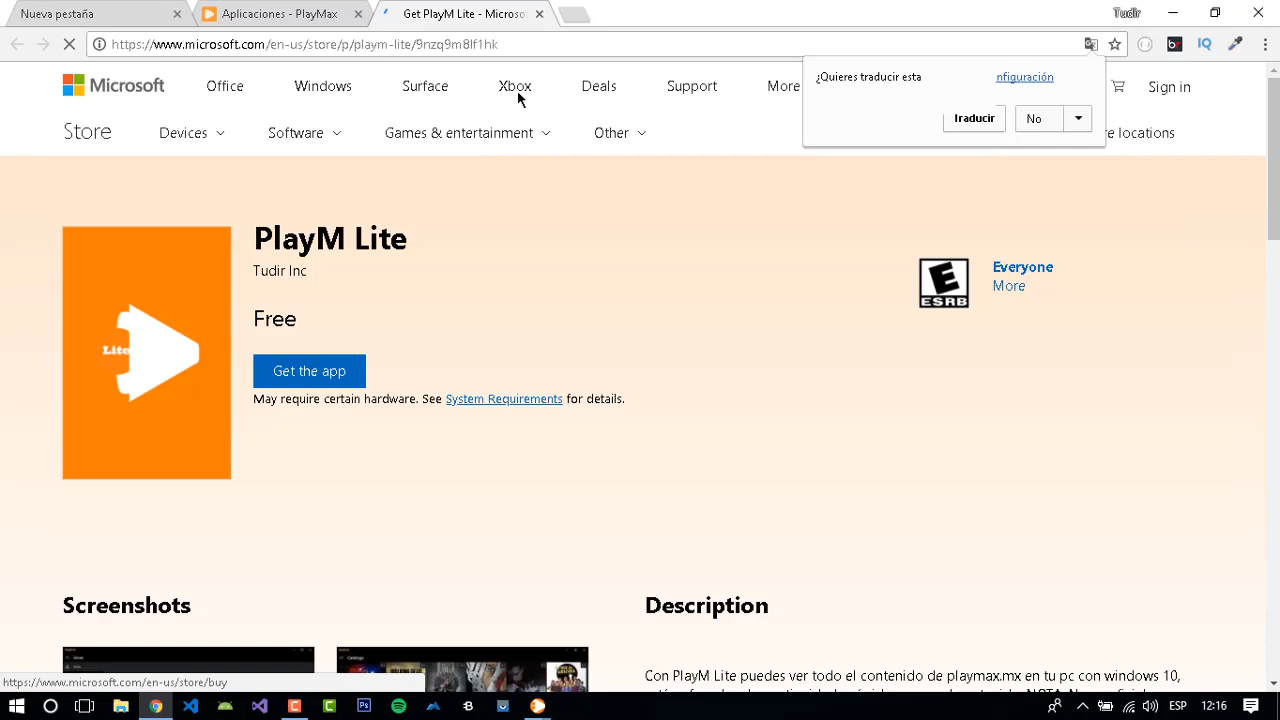 Nueva pestaña
Aplicaciones - PlayMax
Get PlayM Lite - Microso
Tudir
https://www.microsoft.com/en-us/store/p/playm-lite/9nzq9m8lf1hk
Microsoft
Office
Windows
Surface
Xbox
Deals
Support
More
Sign in
¿Quieres traducir esta
nfiguración
Traducir
No
Store
Devices
Software
Games & entertainment
Other
e locations
PlayM Lite
Tudir Inc
Free
Get the app
May require certain hardware. See System Requirements for details.
Lite
E
ESRB
Everyone
More
Screenshots
Description
Con PlayM Lite puedes ver todo el contenido de playmax.mx en tu pc con windows 10,
https://www.microsoft.com/en-us/store/buy
ESP
12:16